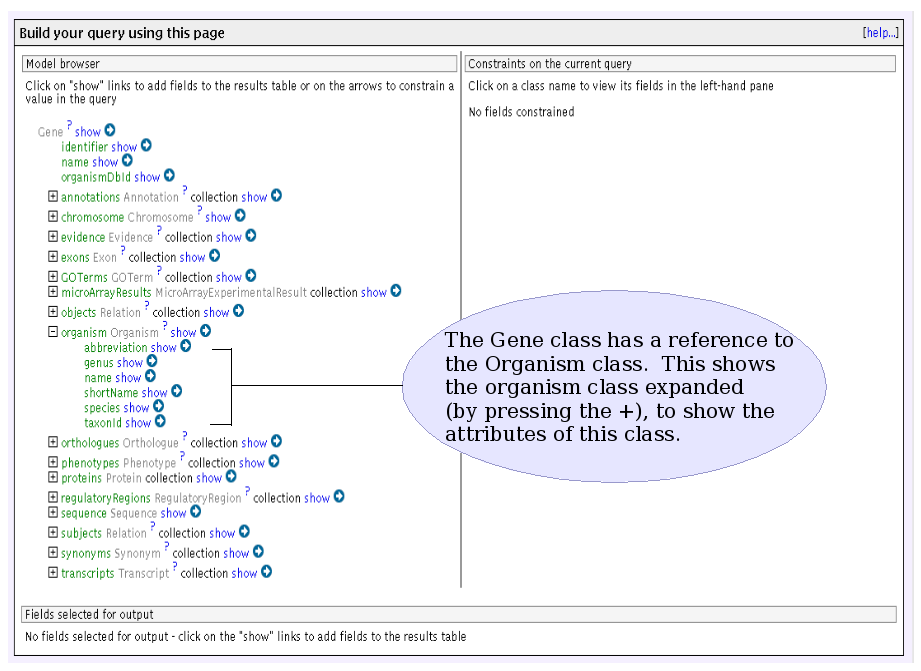 Build your query using this page [help...]
Model browser
Click on "show" links to add fields to the results table or on the arrows to constrain a
value in the query
Gene ? show
identifier show
name show
organismDbId show
annotations Annotation ? collection show
chromosome Chromosome ? show
evidence Evidence ? collection show
exons Exon ? collection show
GOTerms GOTerm ? collection show
microArrayResults MicroArrayExperimentalResult collection show
objects Relation ? collection show
organism Organism ? show
abbreviation show
genus show
name show
shortName show
species show
taxonId show
orthologues Orthologue ? collection show
phenotypes Phenotype ? collection show
proteins Protein collection show
regulatoryRegions RegulatoryRegion ? collection show
sequence Sequence show
subjects Relation ? collection show
synonyms Synonym ? collection show
transcripts Transcript ? collection show
Constraints on the current query
Click on a class name to view its fields in the left-hand pane
No fields constrained
The Gene class has a reference to
the Organism class. This shows
the organism class expanded
(by pressing the +), to show the
attributes of this class.
Fields selected for output
No fields selected for output - click on the "show" links to add fields to the results table